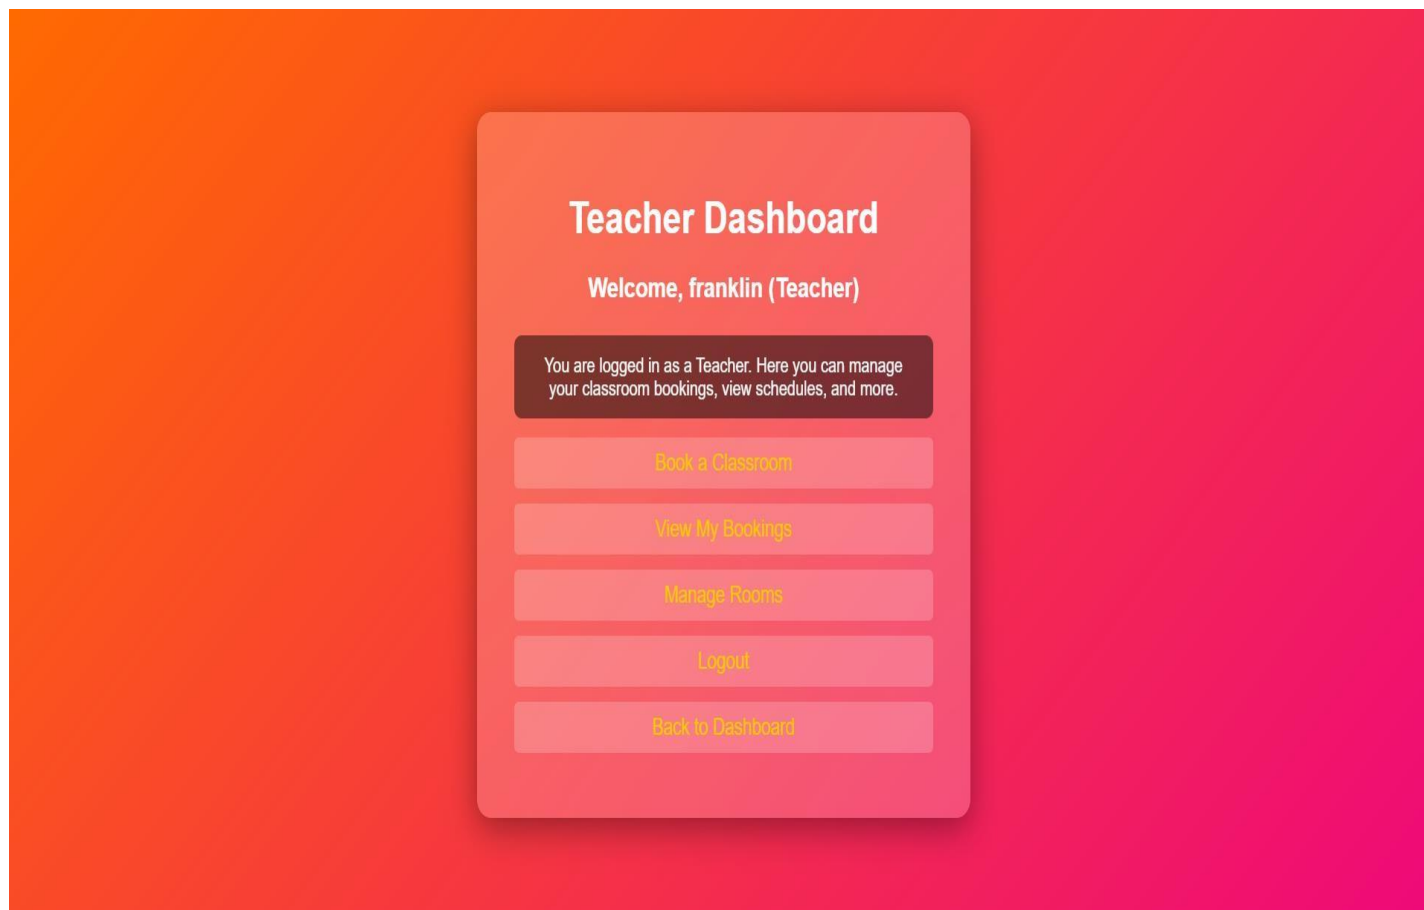 Teacher Dashboard
Welcome, franklin (Teacher)
You are logged in as a Teacher. Here you can manage
your classroom bookings, view schedules, and more.
Book a Classroom
View My Bookings
Manage Rooms
Logout
Back to Dashboard